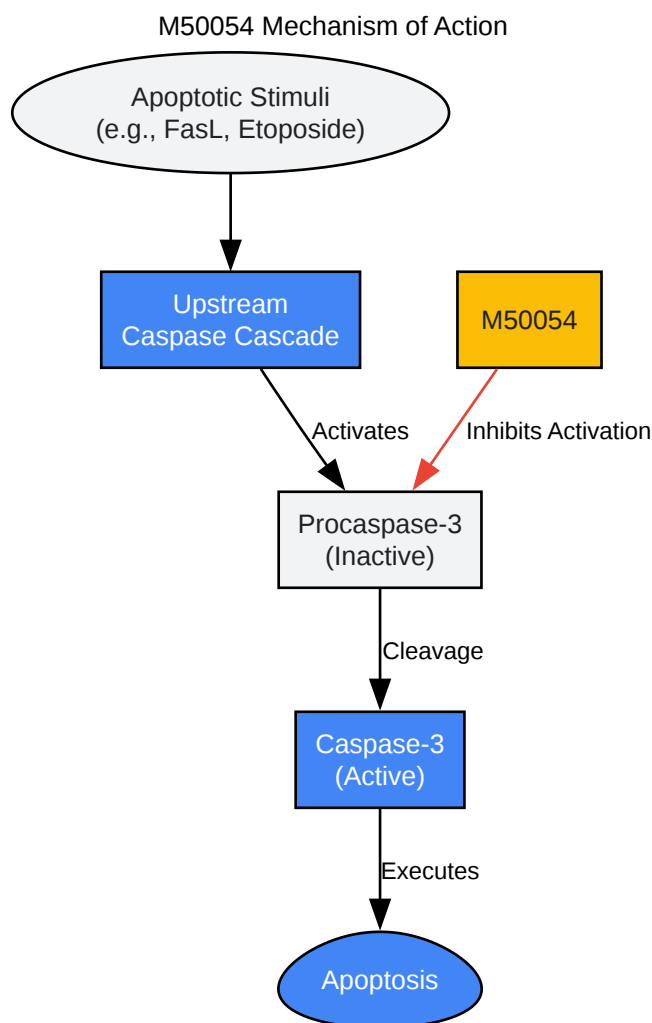 M50054 Mechanism of Action
Apoptotic Stimuli
(e.g., FasL, Etoposide)
Upstream
Caspase Cascade
M50054
Activates
Inhibits Activation
Procaspase-3
(Inactive)
Cleavage
Caspase-3
(Active)
Executes
Apoptosis